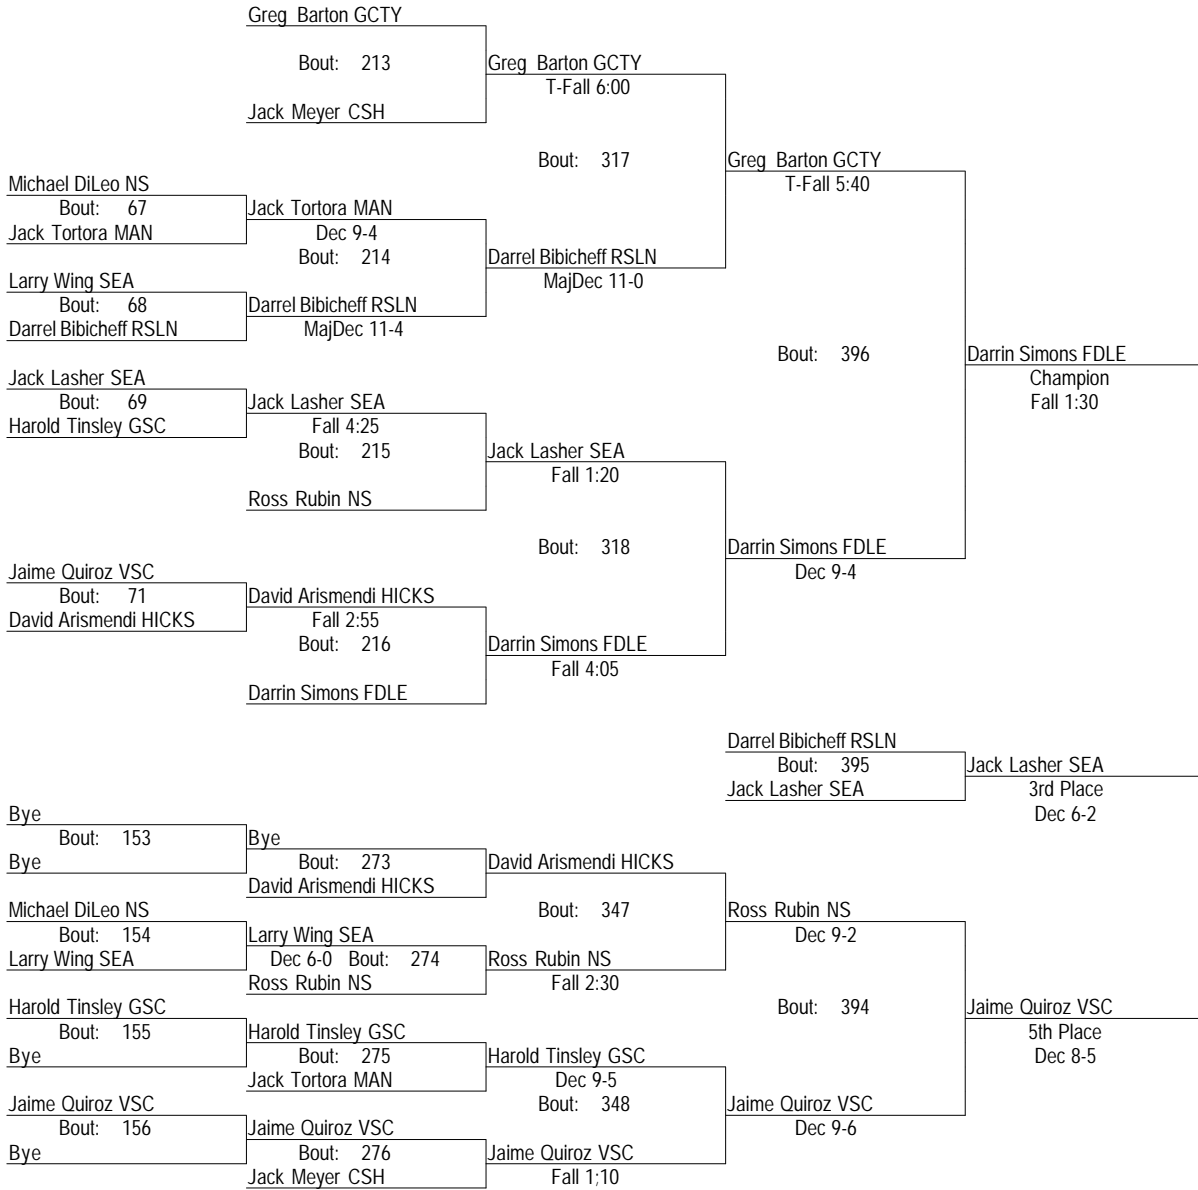 Greg Barton GCTY
Bout: 213
Greg Barton GCTY
T-Fall 6:00
Jack Meyer CSH
Bout: 317
Greg Barton GCTY
T-Fall 5:40
Michael DiLeo NS
Bout: 67
Jack Tortora MAN
Jack Tortora MAN
Dec 9-4
Bout: 214
Darrel Bibicheff RSLN
MajDec 11-0
Larry Wing SEA
Bout: 68
Darrel Bibicheff RSLN
Darrel Bibicheff RSLN
MajDec 11-4
Bout: 396
Darrin Simons FDLE
Champion
Fall 1:30
Jack Lasher SEA
Bout: 69
Harold Tinsley GSC
Jack Lasher SEA
Fall 4:25
Bout: 215
Jack Lasher SEA
Fall 1:20
Ross Rubin NS
Bout: 318
Darrin Simons FDLE
Dec 9-4
Jaime Quiroz VSC
Bout: 71
David Arismendi HICKS
David Arismendi HICKS
Fall 2:55
Bout: 216
Darrin Simons FDLE
Fall 4:05
Darrin Simons FDLE
Darrel Bibicheff RSLN
Bout: 395
Jack Lasher SEA
Jack Lasher SEA
3rd Place
Dec 6-2
Bye
Bout: 153
Bye
Bye
Bout: 273
David Arismendi HICKS
David Arismendi HICKS
Bout: 347
Ross Rubin NS
Dec 9-2
Michael DiLeo NS
Bout: 154
Larry Wing SEA
Larry Wing SEA
Dec 6-0 Bout: 274
Ross Rubin NS
Ross Rubin NS
Fall 2:30
Bout: 394
Jaime Quiroz VSC
5th Place
Dec 8-5
Harold Tinsley GSC
Bout: 155
Bye
Harold Tinsley GSC
Bout: 275
Jack Tortora MAN
Harold Tinsley GSC
Dec 9-5
Bout: 348
Jaime Quiroz VSC
Dec 9-6
Jaime Quiroz VSC
Bout: 156
Bye
Jaime Quiroz VSC
Bout: 276
Jack Meyer CSH
Jaime Quiroz VSC
Fall 1;10